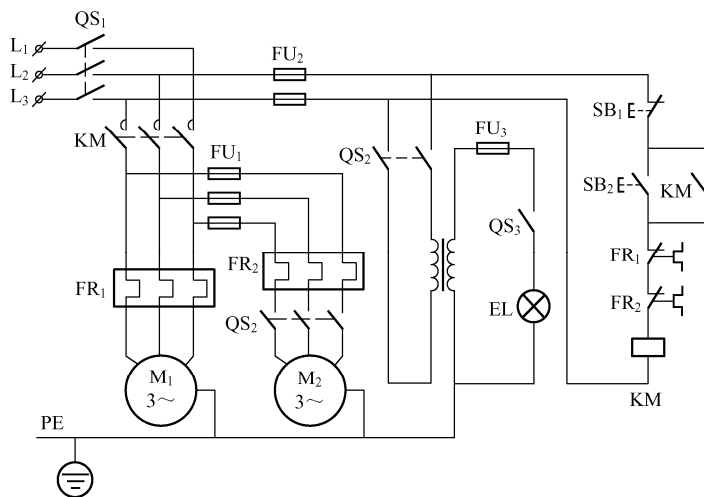 QS₁
L₁
L₂
L₃
FU₂
KM
FU₁
QS₂
FU₃
SB₁
SB₂
KM
QS₃
FR₁
FR₂
FR₁
FR₂
QS₂
EL
KM
M₁
3～
M₂
3～
PE